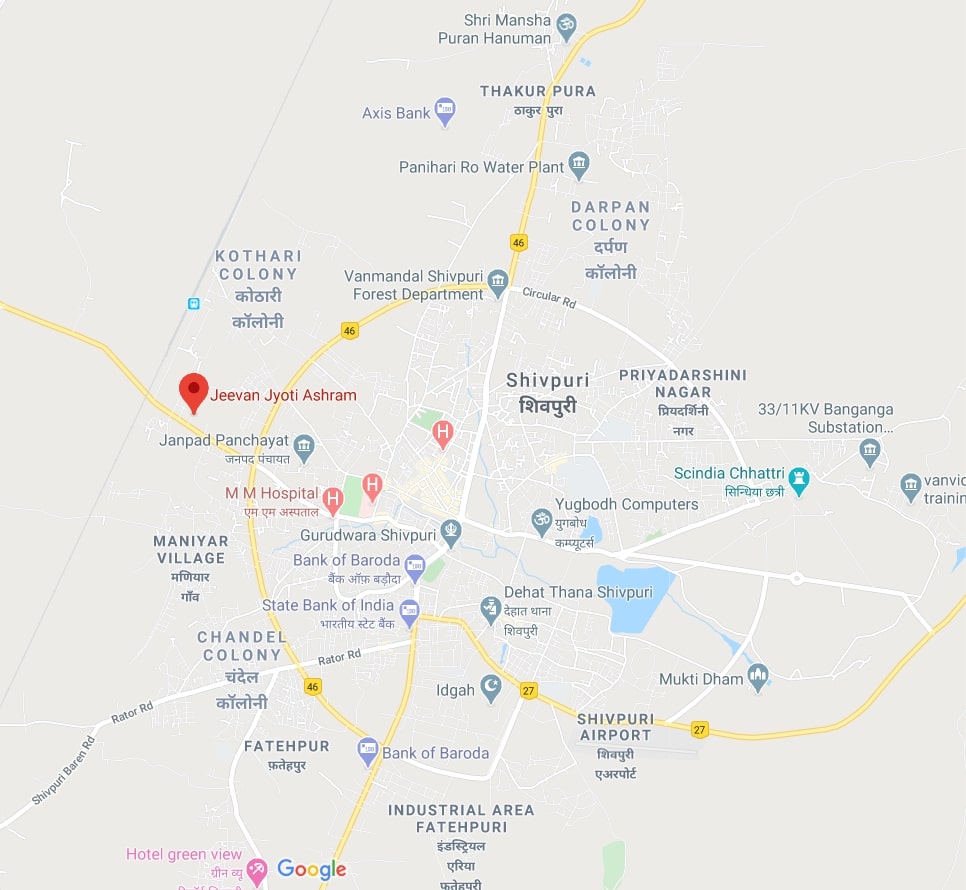 Shri Mansha
Puran Hanuman
THAKUR PURA
ठाकुर पुरा
Axis Bank
Panihari Ro Water Plant
DARPAN
COLONY
दर्पण
कॉलोनी
46
KOTHARI
COLONY
कोठारी
कॉलोनी
Vanmandal Shivpuri
Forest Department
Circular Rd
46
Shivpuri
शिवपुरी
PRIYADARSHINI
NAGAR
प्रियदर्शिनी
नगर
Jeevan Jyoti Ashram
33/11KV Banganga
Substation...
Janpad Panchayat
जनपद पंचायत
H
Scindia Chhattri
सिन्धिया छत्री
vanvid
trainin
M M Hospital
एम एम अस्पताल
H
H
Yugbodh Computers
युगबोध
कम्प्यूटर्स
Gurudwara Shivpuri
MANIYAR
VILLAGE
मणियार
गाँव
Bank of Baroda
बैंक ऑफ़ बड़ौदा
State Bank of India
भारतीय स्टेट बैंक
Dehat Thana Shivpuri
देहात थाना
शिवपुरी
CHANDEL
COLONY
चंदेल
कॉलोनी
Rator Rd
46
Idgah
27
Mukti Dham
Rator Rd
SHIVPURI
AIRPORT
शिवपुरी
एअरपोर्ट
27
Shivpuri Baren Rd
FATEHPUR
फ़तेहपुर
Bank of Baroda
INDUSTRIAL AREA
FATEHPURI
इंडस्ट्रियल
एरिया
फतेहपुरी
Hotel green view
ग्रीन व्यू
Google